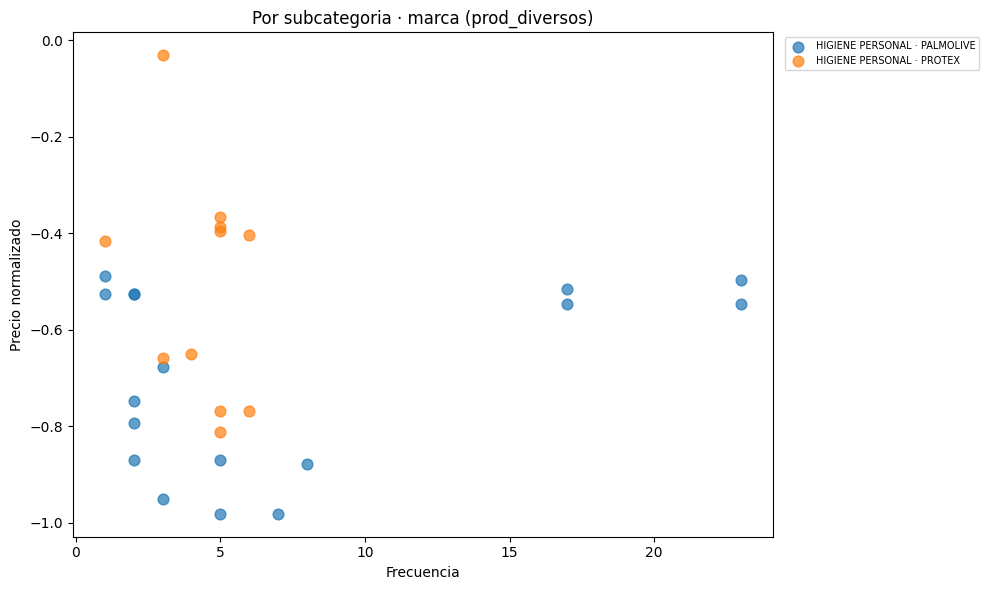 Por subcategoria · marca (prod_diversos)
HIGIENE PERSONAL · PALMOLIVE
HIGIENE PERSONAL · PROTEX
Precio normalizado
0.0
−0.2
−0.4
−0.6
−0.8
−1.0
0
5
10
15
20
Frecuencia